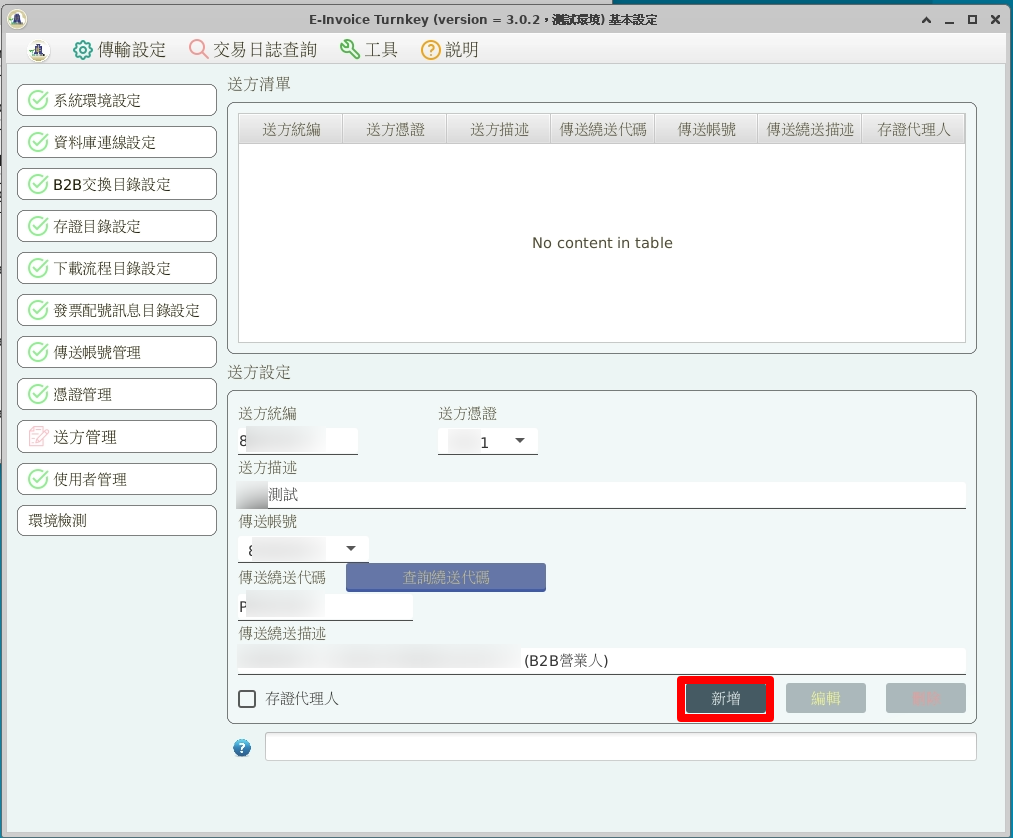 E-Invoice Turnkey (version = 3.0.2，測試環境) 基本設定
傳輸設定 交易日誌查詢 工具 說明
系統環境設定
資料庫連線設定
B2B交換目錄設定
存證目錄設定
下載流程目錄設定
發票配號訊息目錄設定
傳送帳號管理
憑證管理
送方管理
使用者管理
環境檢測
送方清單
送方統編 送方憑證 送方描述 傳送繞送代碼 傳送帳號 傳送繞送描述 存證代理人
No content in table
送方設定
送方統編 送方憑證
8 1
送方描述
測試
傳送帳號
8
傳送繞送代碼 查詢繞送代碼
P
傳送繞送描述
(B2B營業人)
存證代理人 新增 編輯